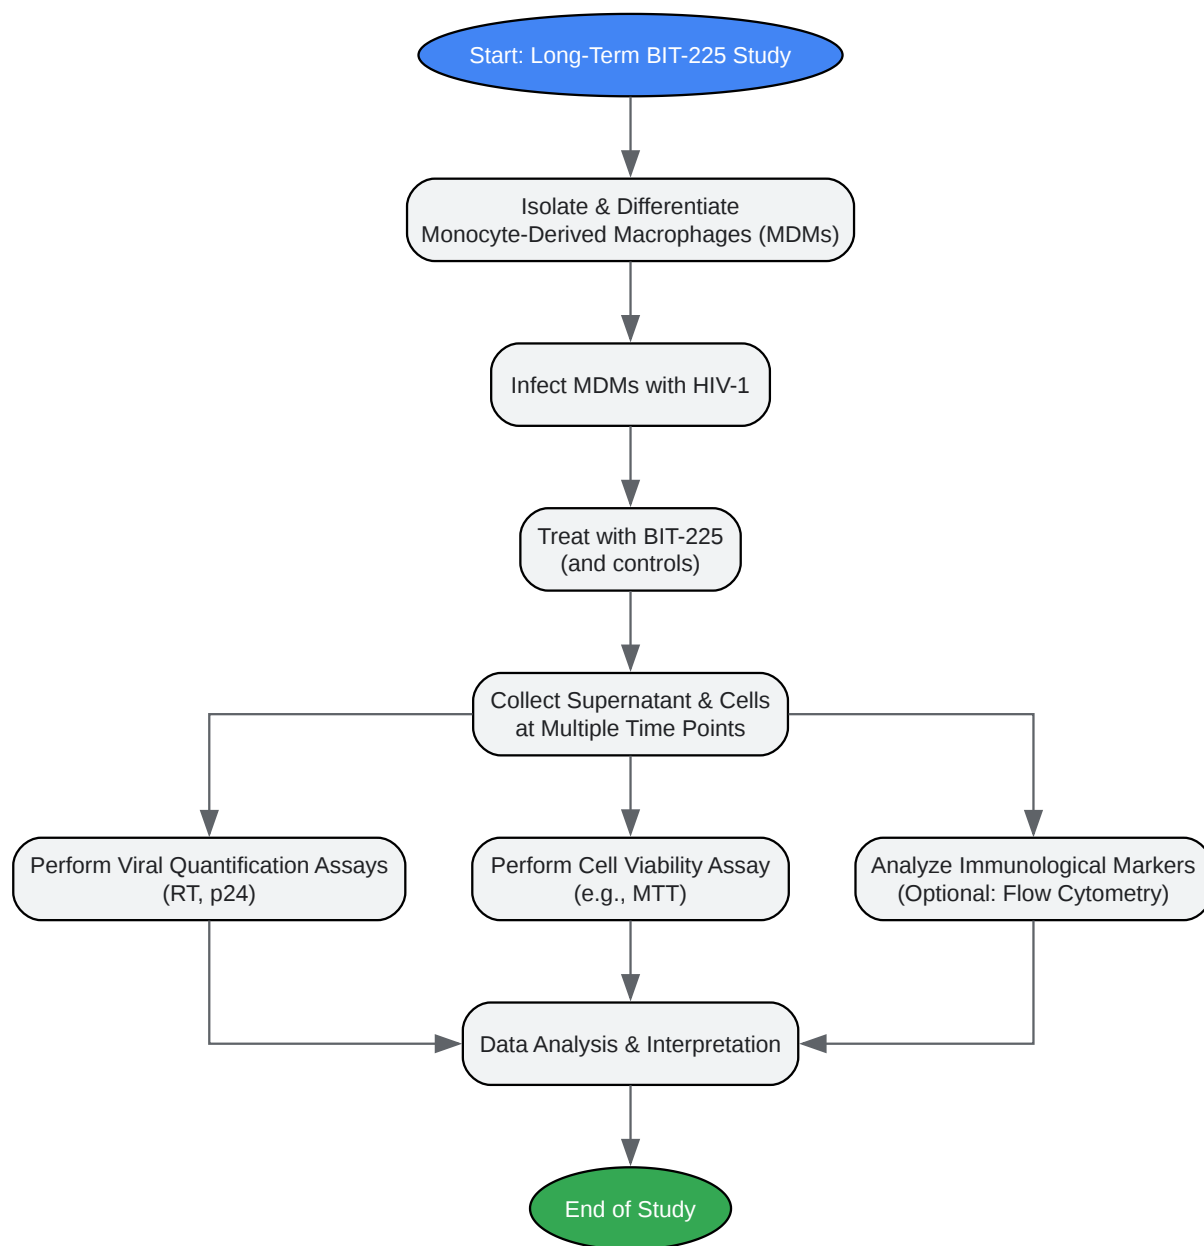 Start: Long-Term BIT-225 Study
Isolate & Differentiate
Monocyte-Derived Macrophages (MDMs)
Infect MDMs with HIV-1
Treat with BIT-225
(and controls)
Collect Supernatant & Cells
at Multiple Time Points
Perform Viral Quantification Assays
(RT, p24)
Perform Cell Viability Assay
(e.g., MTT)
Analyze Immunological Markers
(Optional: Flow Cytometry)
Data Analysis & Interpretation
End of Study